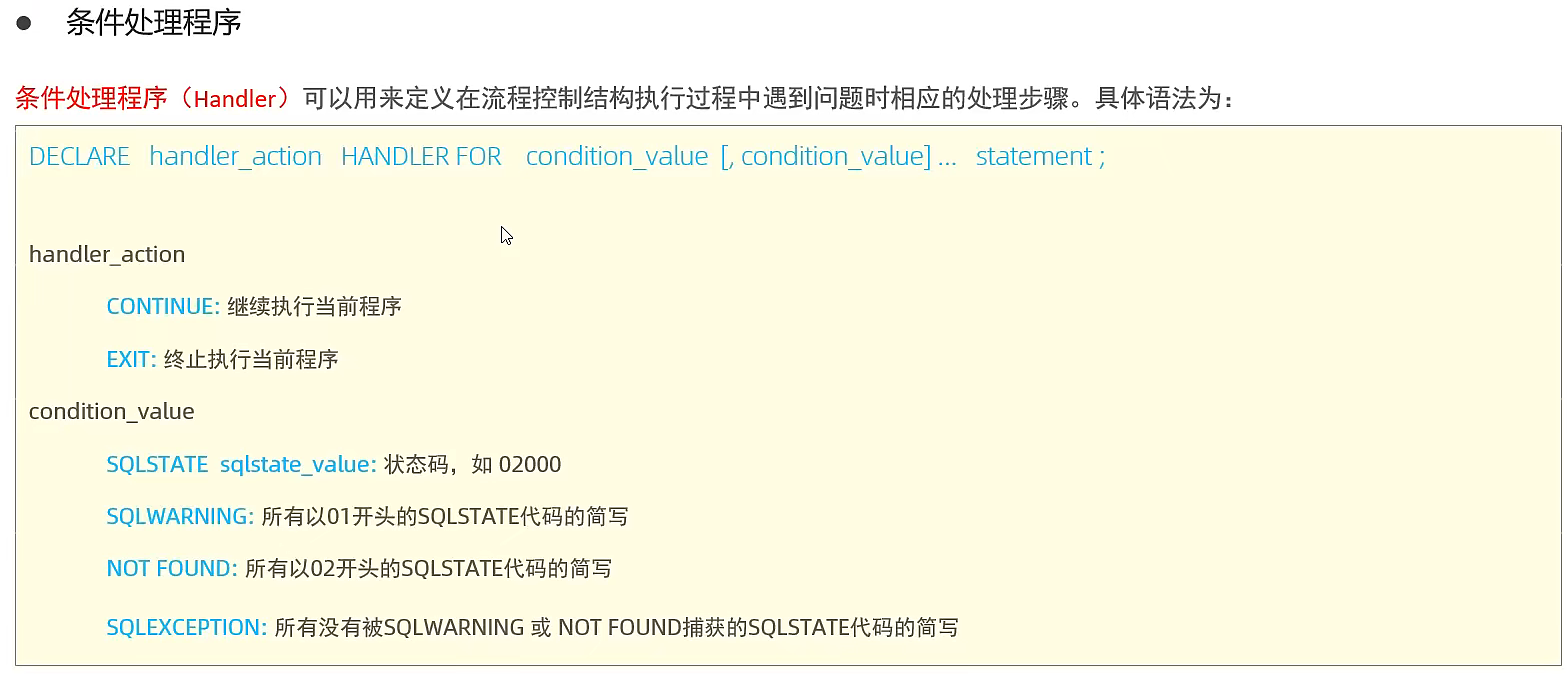 ● 条件处理程序
条件处理程序（Handler）可以用来定义在流程控制结构执行过程中遇到问题时相应的处理步骤。具体语法为：
DECLARE handler_action HANDLER FOR condition_value [, condition_value] ... statement ;
handler_action
CONTINUE: 继续执行当前程序
EXIT: 终止执行当前程序
condition_value
SQLSTATE sqlstate_value: 状态码，如 02000
SQLWARNING: 所有以01开头的SQLSTATE代码的简写
NOT FOUND: 所有以02开头的SQLSTATE代码的简写
SQLEXCEPTION: 所有没有被SQLWARNING 或 NOT FOUND捕获的SQLSTATE代码的简写